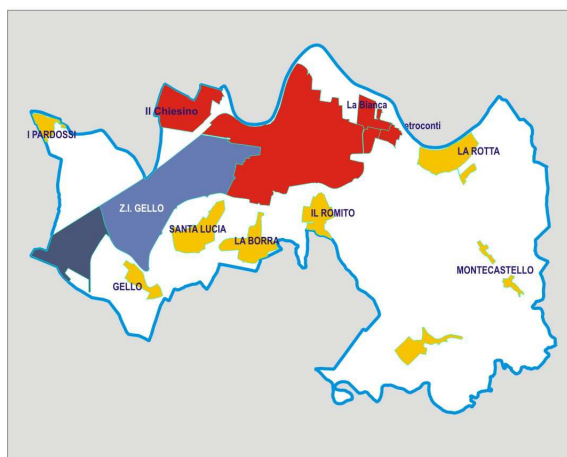 La Bianca
Il Chiesino
etroconti
I PARDOSSI
LA ROTTA
Z.I. GELLO
IL ROMITO
SANTA LUCIA
LA BORRA
MONTECASTELLO
GELLO